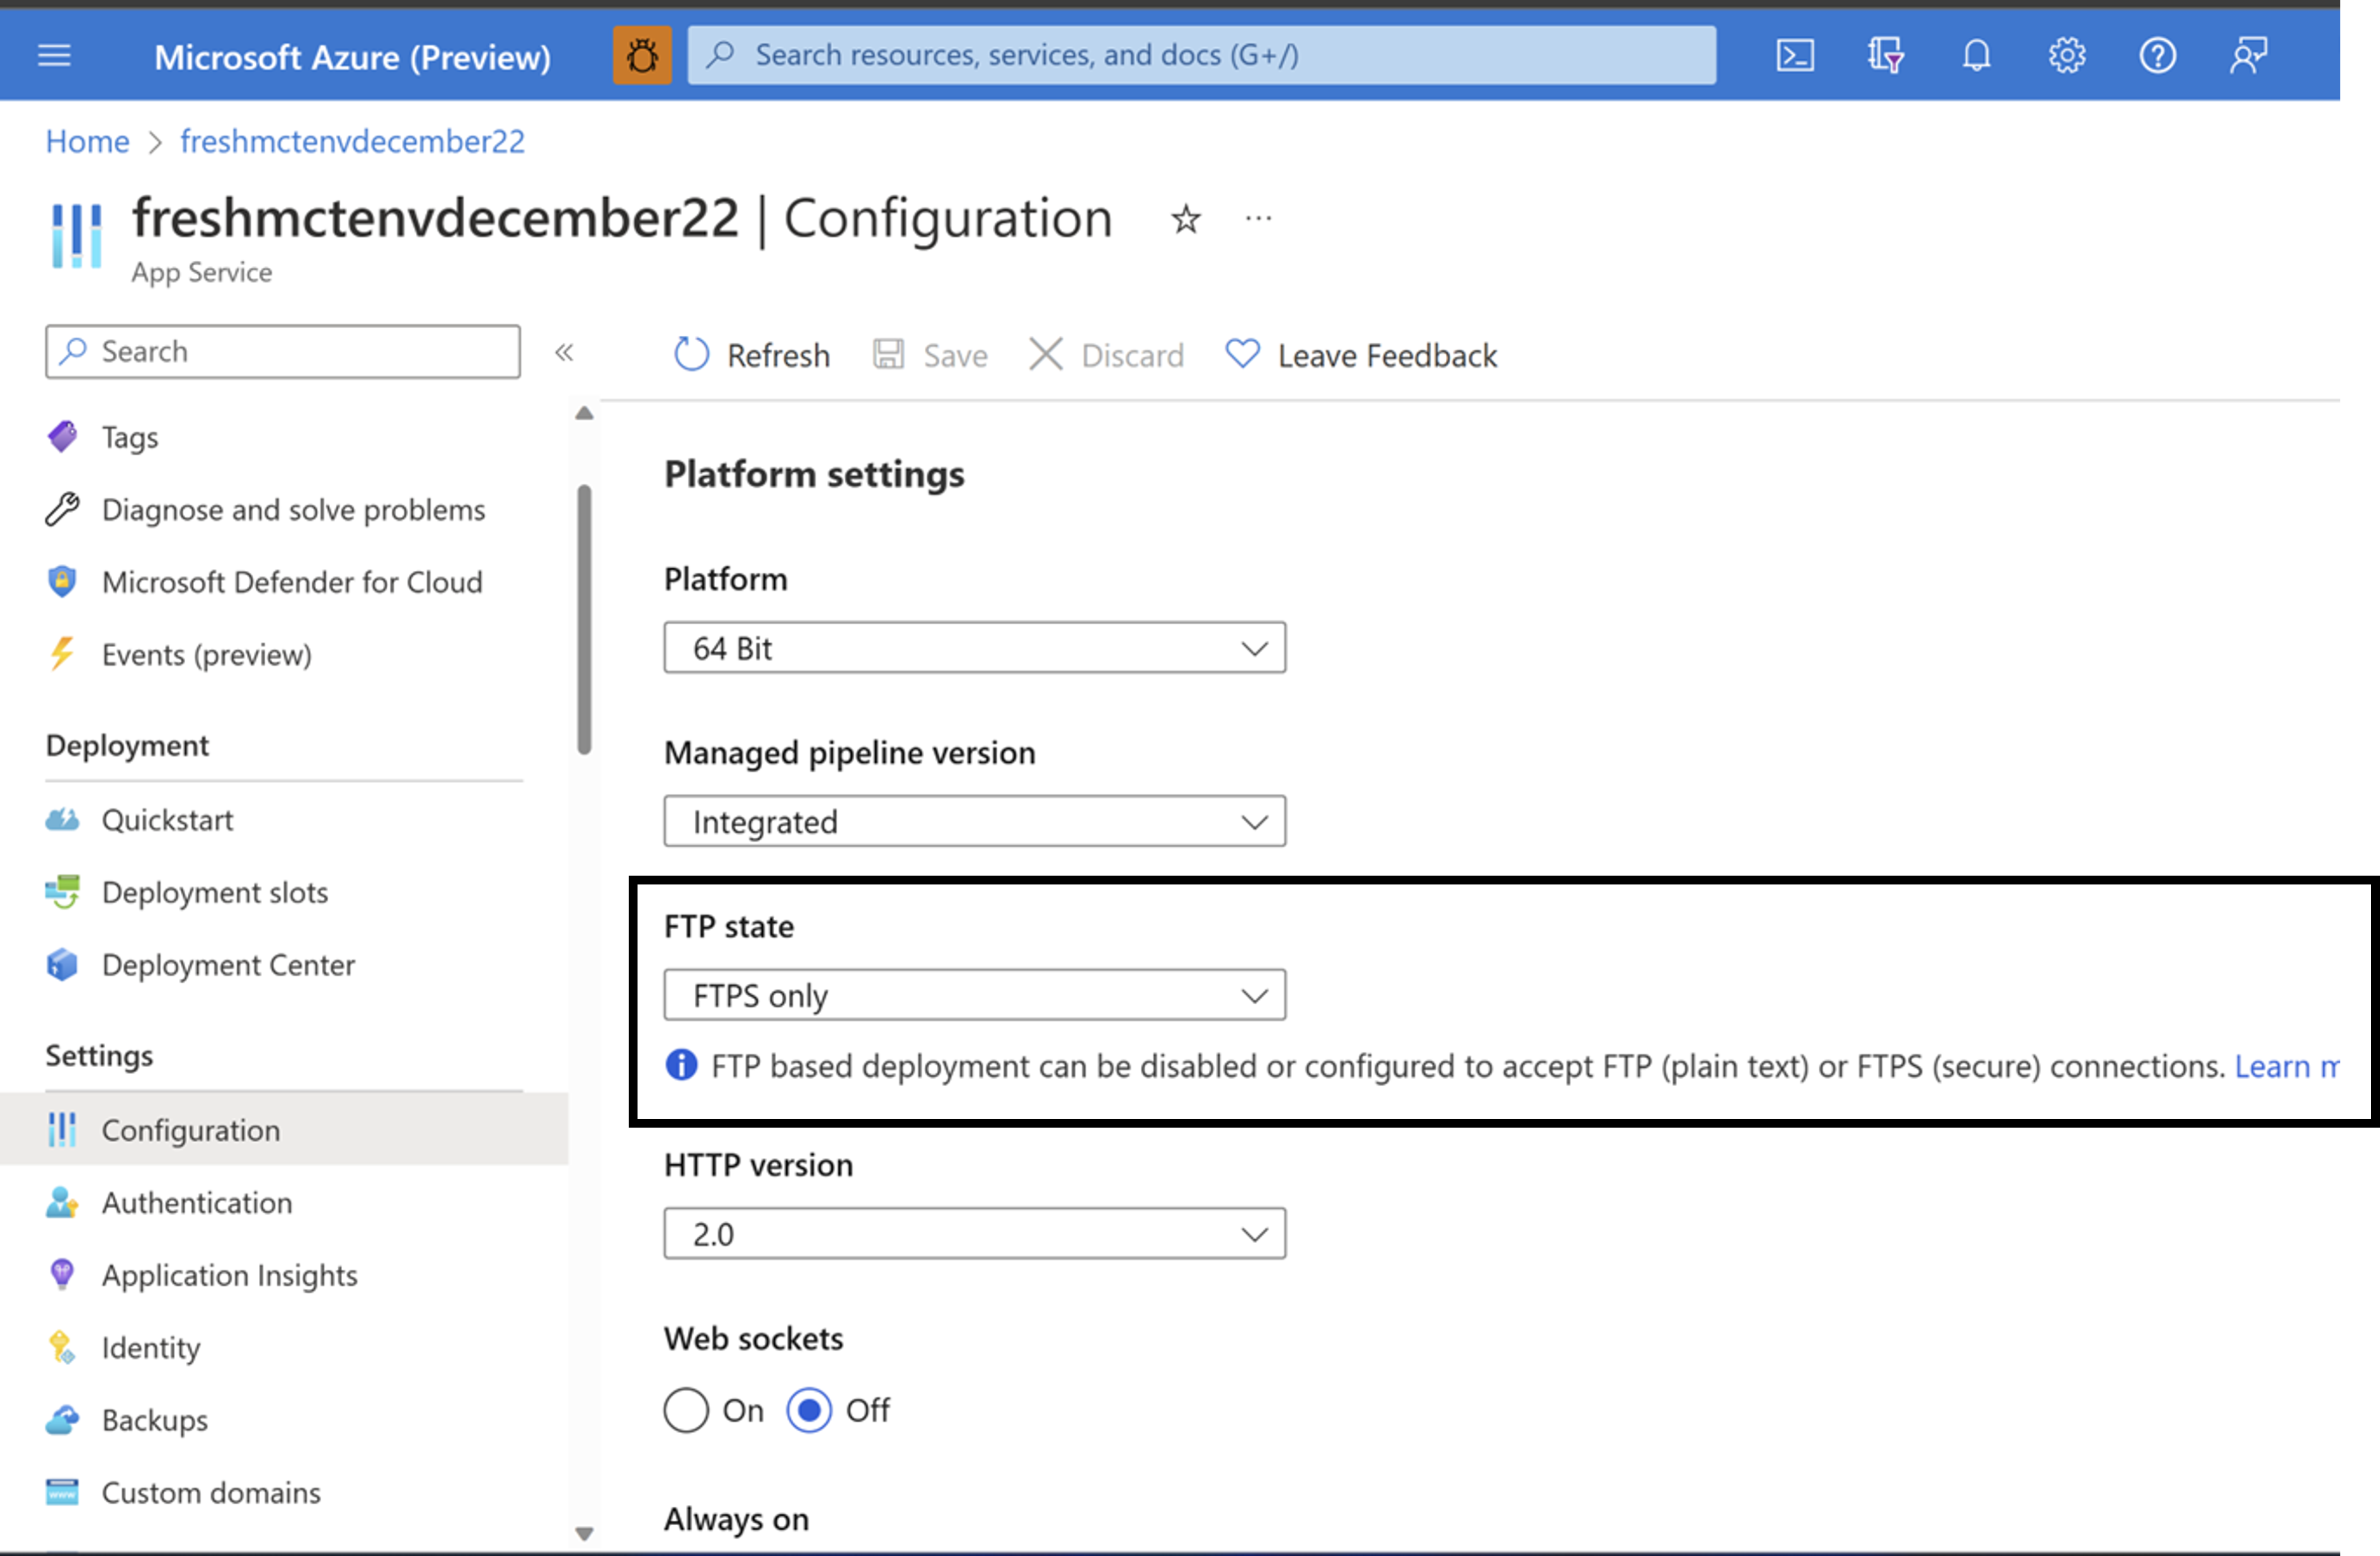 Microsoft Azure (Preview)
Search resources, services, and docs (G+/)
Home > freshmctenvdecember22
freshmctenvdecember22 | Configuration
App Service
Search
Refresh
Save
Discard
Leave Feedback
Tags
Diagnose and solve problems
Microsoft Defender for Cloud
Events (preview)
Deployment
Quickstart
Deployment slots
Deployment Center
Settings
Configuration
Authentication
Application Insights
Identity
Backups
Custom domains
Platform settings
Platform
64 Bit
Managed pipeline version
Integrated
FTP state
FTPS only
FTP based deployment can be disabled or configured to accept FTP (plain text) or FTPS (secure) connections. Learn m
HTTP version
2.0
Web sockets
On Off
Always on